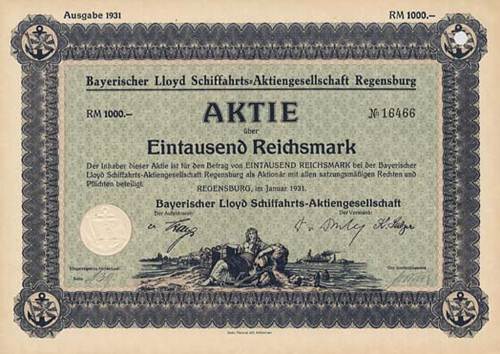 Ausgabe 1931
RM 1000.–
Bayerischer Lloyd Schiffahrts=Aktiengesellschaft Regensburg
RM 1000.–
AKTIE
№ 16466
über
Eintausend Reichsmark
Der Inhaber dieser Aktie ist für den Betrag von EINTAUSEND REICHSMARK bei der Bayerischer
Lloyd Schiffahrts=Aktiengesellschaft Regensburg als Aktionär mit allen satzungsmäßigen Rechten und
Pflichten beteiligt.
REGENSBURG, im Januar 1931.
Bayerischer Lloyd Schiffahrts=Aktiengesellschaft
Der Aufsichtsrat:
Der Vorstand: